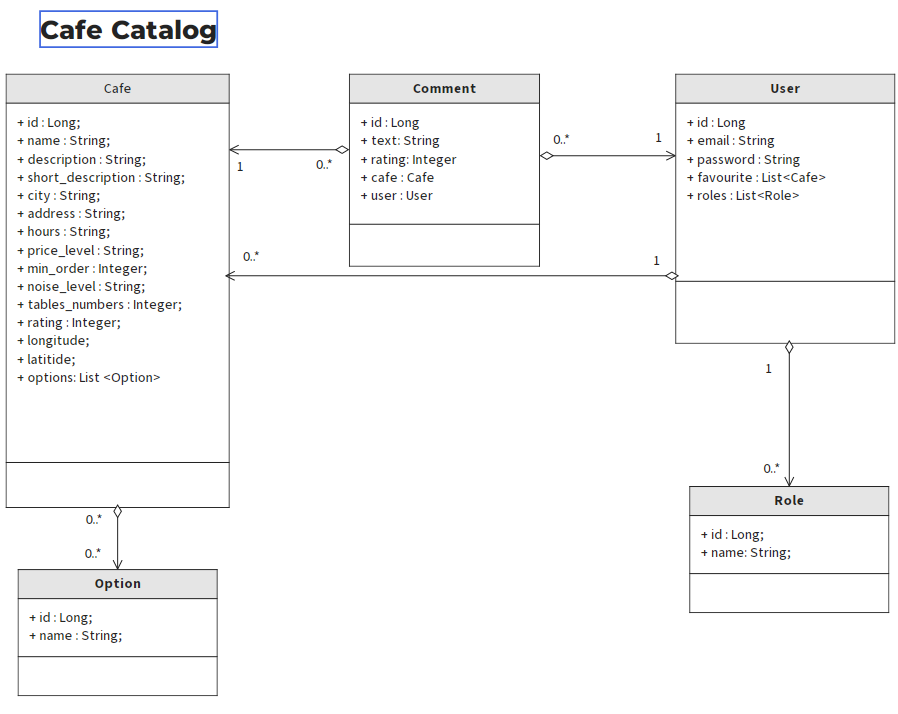 Cafe Catalog
Cafe
+ id : Long;
+ name : String;
+ description : String;
+ short_description : String;
+ city : String;
+ address : String;
+ hours : String;
+ price_level : String;
+ min_order : Integer;
+ noise_level : String;
+ tables_numbers : Integer;
+ rating : Integer;
+ longitude;
+ latitide;
+ options: List <Option>
Comment
+ id : Long
+ text: String
+ rating: Integer
+ cafe : Cafe
+ user : User
User
+ id : Long
+ email : String
+ password : String
+ favourite : List<Cafe>
+ roles : List<Role>
1
0..*
0..*
1
0..*
1
1
0..*
0..*
0..*
Option
+ id : Long;
+ name : String;
Role
+ id : Long;
+ name: String;